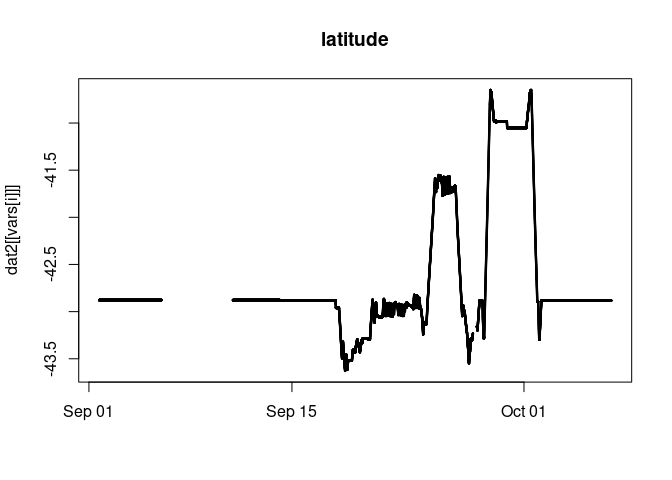 latitude
dat2[[vars[i]]]
-41.5
-42.5
-43.5
Sep 01
Sep 15
Oct 01